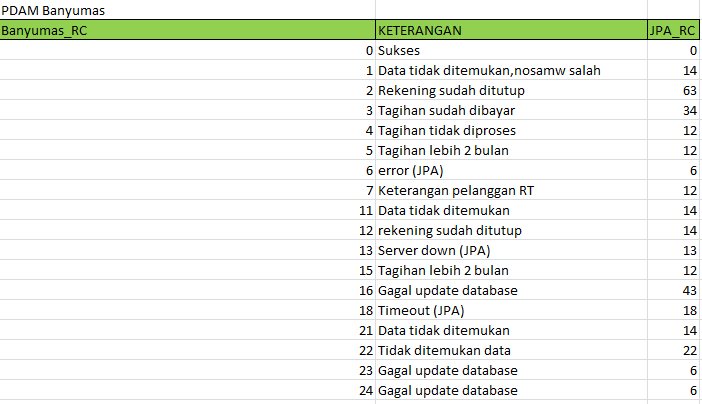 PDAM Banyumas
Banyumas_RC KETERANGAN JPA_RC
0 Sukses 0
1 Data tidak ditemukan,nosamw salah 14
2 Rekening sudah ditutup 63
3 Tagihan sudah dibayar 34
4 Tagihan tidak diproses 12
5 Tagihan lebih 2 bulan 12
6 error (JPA) 6
7 Keterangan pelanggan RT 12
11 Data tidak ditemukan 14
12 rekening sudah ditutup 14
13 Server down (JPA) 13
15 Tagihan lebih 2 bulan 12
16 Gagal update database 43
18 Timeout (JPA) 18
21 Data tidak ditemukan 14
22 Tidak ditemukan data 22
23 Gagal update database 6
24 Gagal update database 6